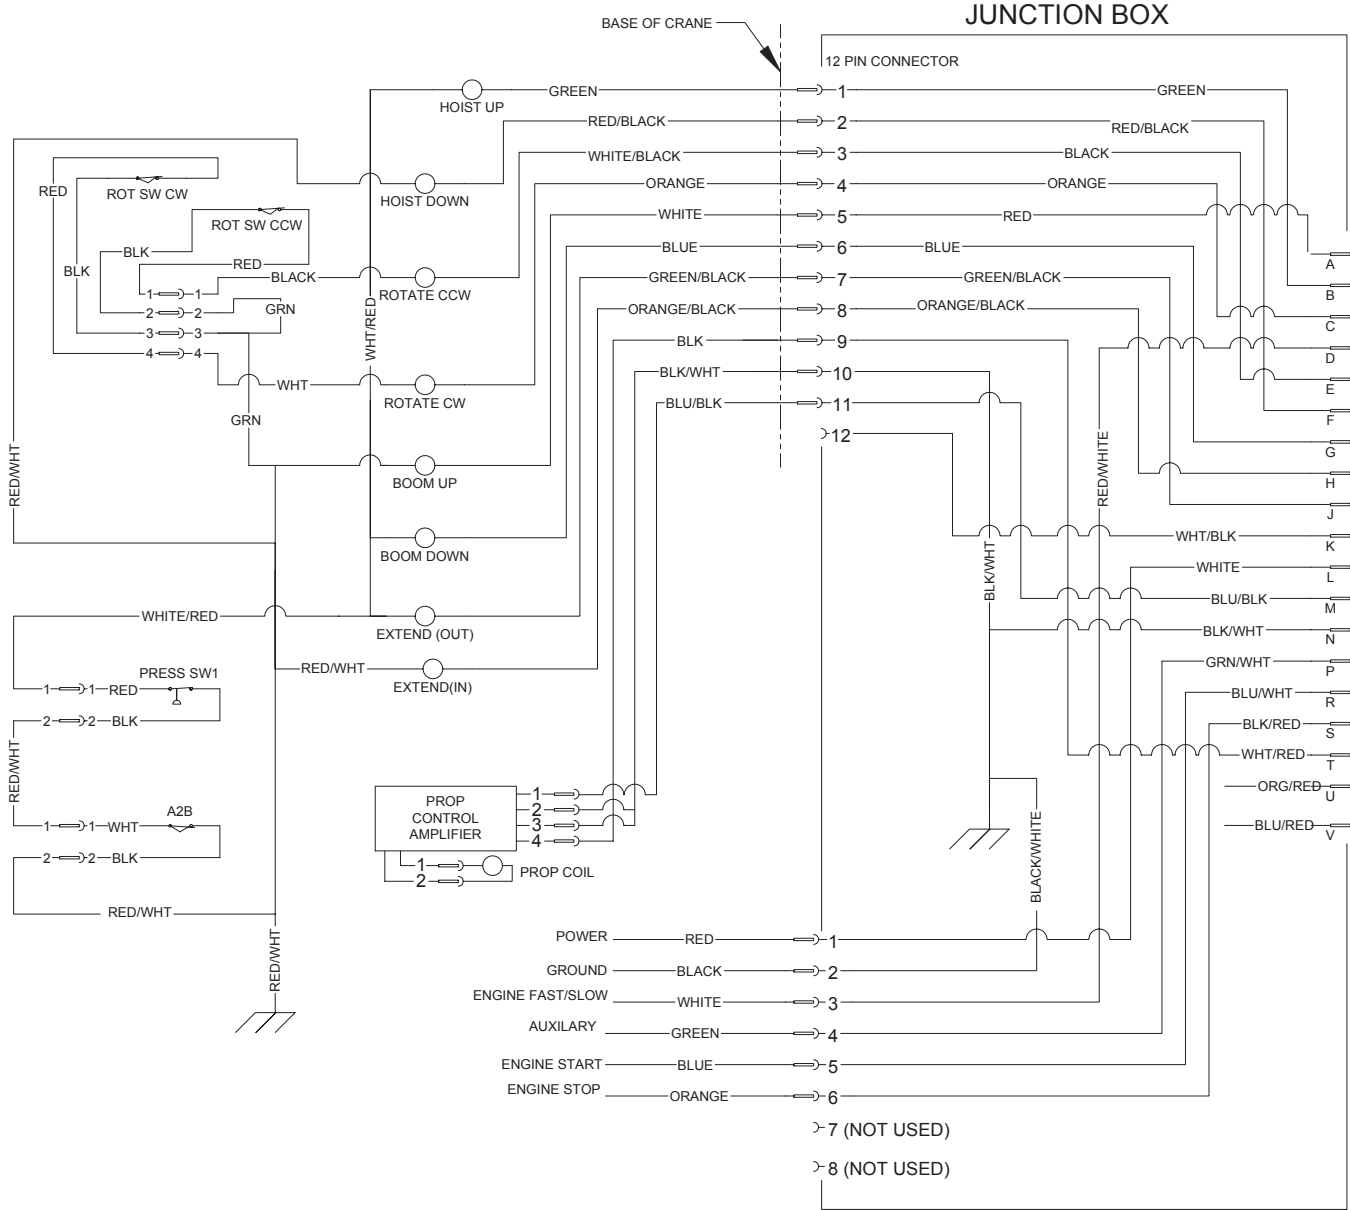 JUNCTION BOX
BASE OF CRANE
12 PIN CONNECTOR
GREEN 1 GREEN
HOIST UP
RED/BLACK 2 RED/BLACK
WHITE/BLACK 3 BLACK
RED
ROT SW CW
HOIST DOWN
ORANGE 4 ORANGE
ROT SW CCW
WHITE 5 RED
BLK
BLUE 6 BLUE
RED
BLK
BLACK
A
GREEN/BLACK 7 GREEN/BLACK
1 1
ROTATE CCW
B
2 2
GRN
ORANGE/BLACK 8 ORANGE/BLACK
WHT/RED
C
3 3
BLK 9
4 4
D
BLK/WHT 10
WHT
E
ROTATE CW
BLU/BLK 11
GRN
F
12
RED/WHT
RED/WHITE
G
BOOM UP
H
J
WHT/BLK
K
BOOM DOWN
BLK/WHT
WHITE
L
BLU/BLK
M
WHITE/RED
EXTEND (OUT)
BLK/WHT
N
RED/WHT
EXTEND(IN)
GRN/WHT
P
PRESS SW1
1 1 RED
BLU/WHT
R
2 2 BLK
BLK/RED
S
RED/WHT
WHT/RED
T
ORG/RED
U
PROP
CONTROL
AMPLIFIER
1
2
3
4
A2B
1 1 WHT
BLU/RED
V
2 2 BLK
1
2
PROP COIL
BLACK/WHITE
RED/WHT
RED/WHT
POWER RED 1
GROUND BLACK 2
ENGINE FAST/SLOW WHITE 3
AUXILARY GREEN 4
ENGINE START BLUE 5
ENGINE STOP ORANGE 6
7 (NOT USED)
8 (NOT USED)